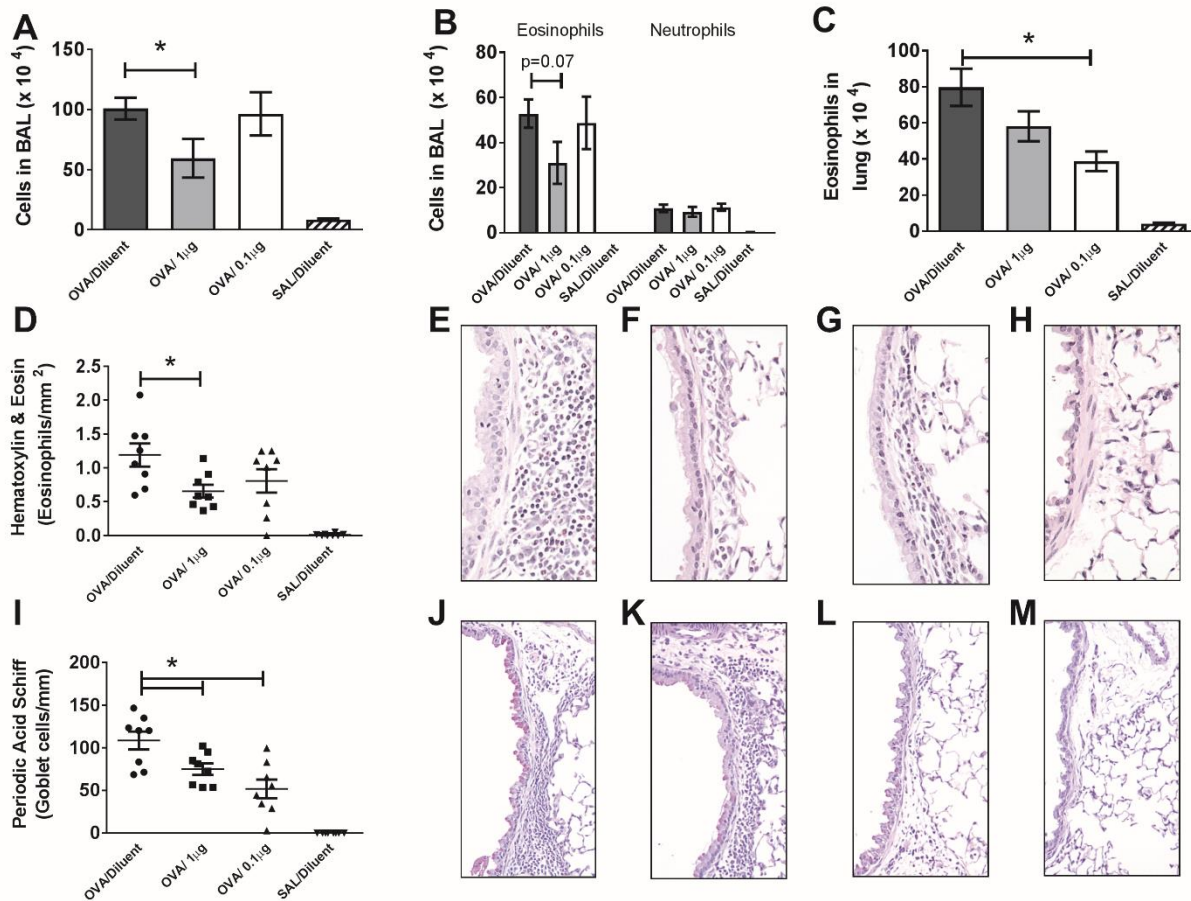 A
*
Cells in BAL (x 10 4)
150
100
50
0
OVA/Diluent
OVA/ 1µg
OVA/ 0.1µg
SAL/Diluent
B
Eosinophils
Neutrophils
p=0.07
Cells in BAL (x 10 4)
80
60
40
20
0
OVA/Diluent
OVA/ 1µg
OVA/ 0.1µg
SAL/Diluent
OVA/Diluent
OVA/ 1µg
OVA/ 0.1µg
SAL/Diluent
C
*
Eosinophils in
lung (x 10 4)
100
80
60
40
20
0
OVA/Diluent
OVA/ 1µg
OVA/ 0.1µg
SAL/Diluent
D
*
Hematoxylin & Eosin
(Eosinophils/mm 2)
2.5
2.0
1.5
1.0
0.5
0.0
OVA/Diluent
OVA/ 1µg
OVA/ 0.1µg
SAL/Diluent
E
F
G
H
I
*
Periodic Acid Schiff
(Goblet cells/mm)
200
150
100
50
0
OVA/Diluent
OVA/ 1µg
OVA/ 0.1µg
SAL/Diluent
J
K
L
M